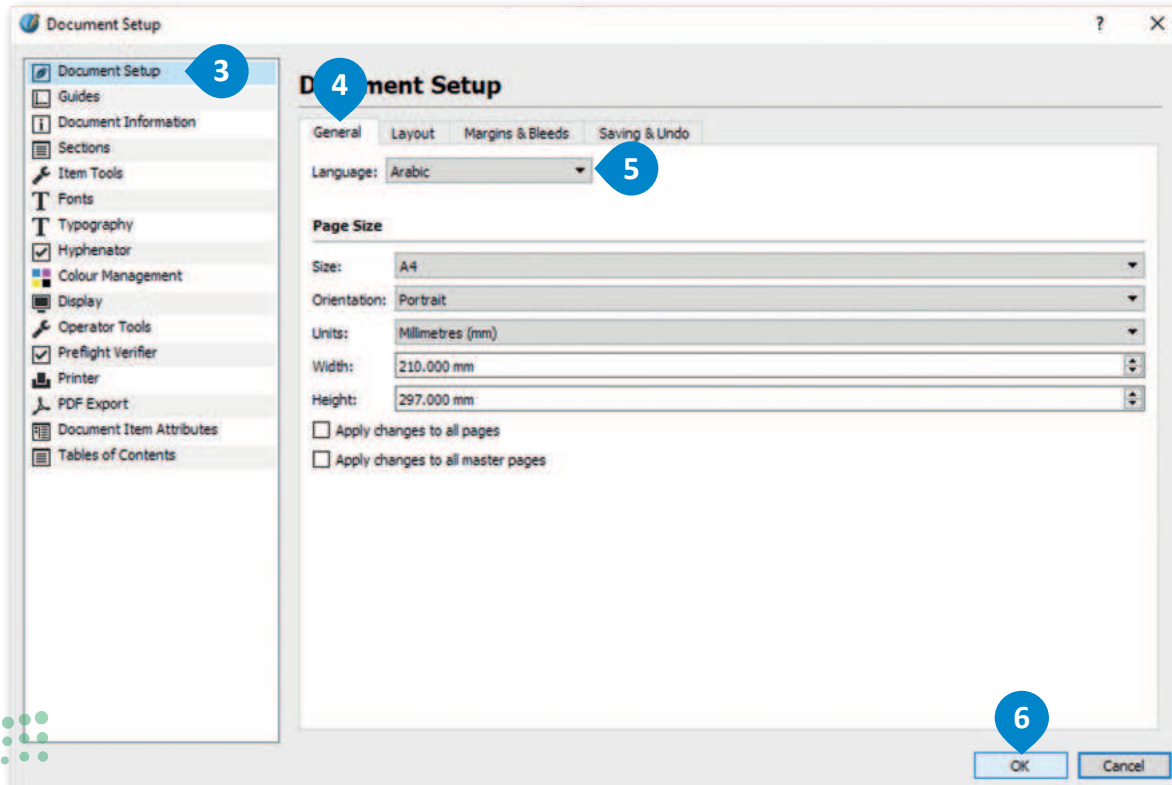 Document Setup
?
Document Setup
3
Guides
Document Information
Sections
Item Tools
Fonts
Typography
Hyphenator
Colour Management
Display
Operator Tools
Preflight Verifier
Printer
PDF Export
Document Item Attributes
Tables of Contents
4
General Layout Margins & Bleeds Saving & Undo
Language: Arabic
5
Page Size
Size: A4
Orientation: Portrait
Units: Millimetres (mm)
Width: 210.000 mm
Height: 297.000 mm
Apply changes to all pages
Apply changes to all master pages
6
OK Cancel